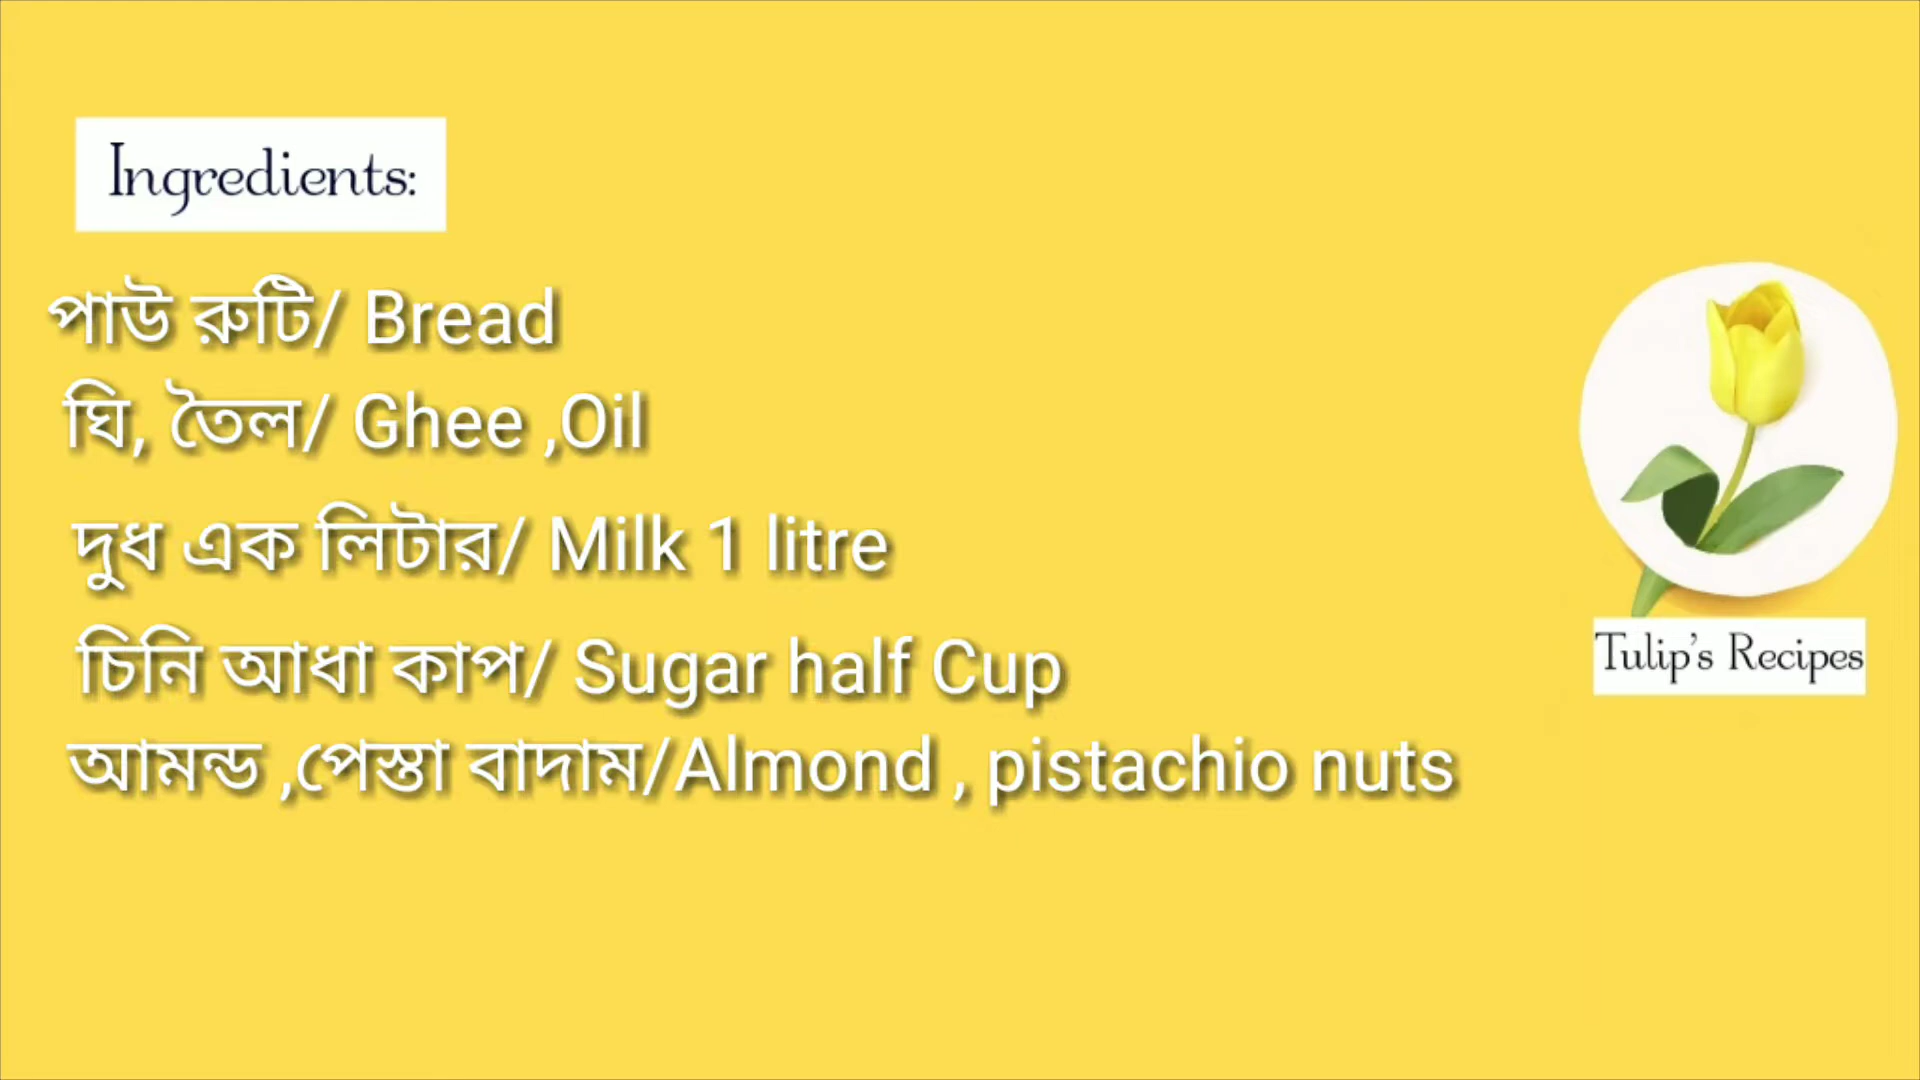 Ingredients:
পাউ রুটি/ Bread
ঘি, তৈল/ Ghee ,Oil
দুধ এক লিটার/ Milk 1 litre
চিনি আধা কাপ/ Sugar half Cup
আমন্ড ,পেস্তা বাদাম/Almond , pistachio nuts
Tulip's Recipes